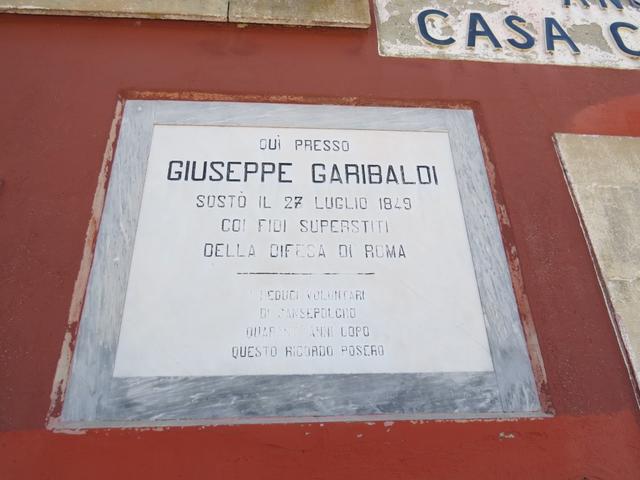 CASA
QUÌ PRESSO
GIUSEPPE GARIBALDI
SOSTÒ IL 27 LUGLIO 1849
COI FIDI SUPERSTITI
DELLA DIFESA DI ROMA
REDUCI VOLONTARI
DI SANSEPOLCRO
QUARANT'ANNI DOPO
QUESTO RICORDO POSERO